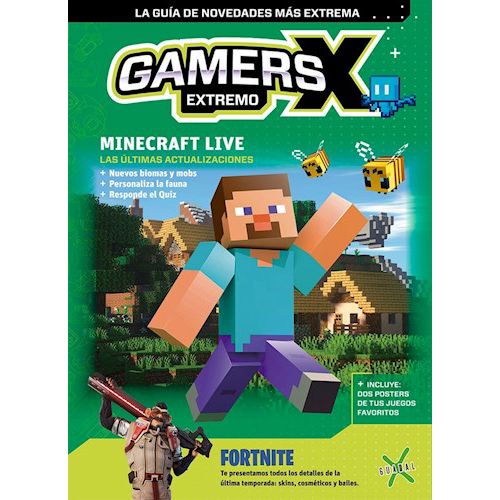 LA GUÍA DE NOVEDADES MÁS EXTREMA
GAMERS X
EXTREMO
MINECRAFT LIVE
LAS ÚLTIMAS ACTUALIZACIONES
+ Nuevos biomas y mobs
+ Personaliza la fauna
+ Responde el Quiz
+ INCLUYE:
DOS POSTERS
DE TUS JUEGOS
FAVORITOS
FORTNITE
Te presentamos todos los detalles de la
última temporada: skins, cosméticos y bailes.
GUADAL